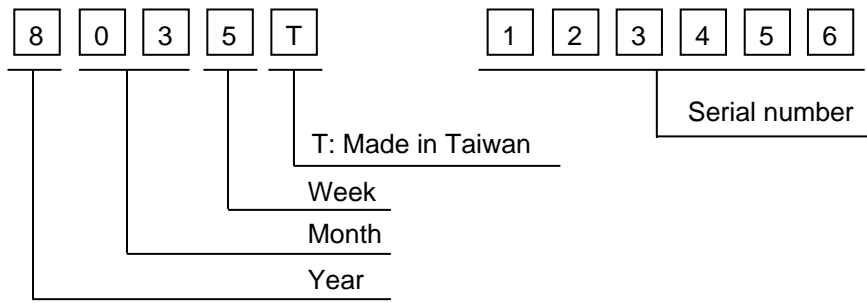 8 0 3 5 T 1 2 3 4 5 6
Serial number
T: Made in Taiwan
Week
Month
Year